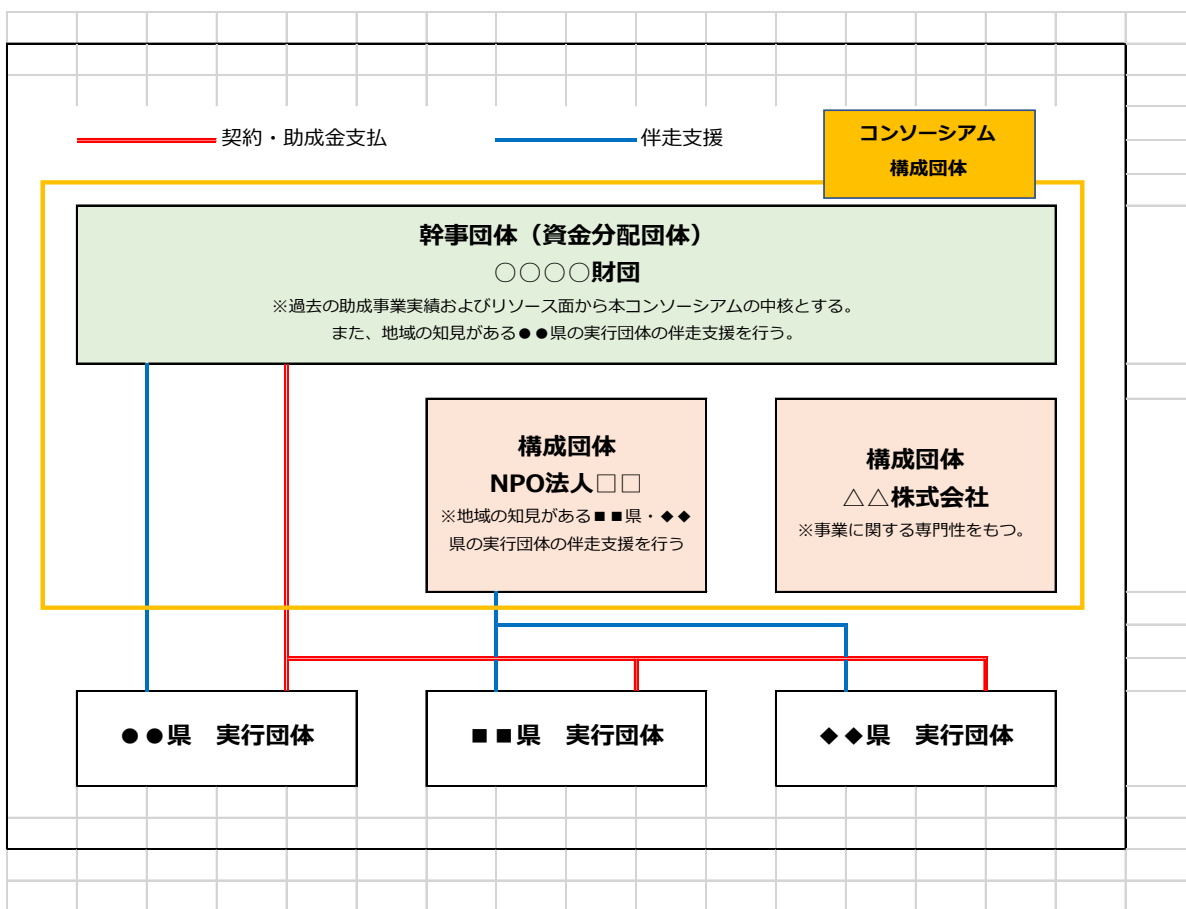 契約・助成金支払
伴走支援
コンソーシアム
構成団体
幹事団体（資金分配団体）
○○○○財団
※過去の助成事業実績およびリソース面から本コンソーシアムの中核とする。
また、地域の知見がある●●県の実行団体の伴走支援を行う。
構成団体
NPO法人□□
※地域の知見がある■■県・◆◆
県の実行団体の伴走支援を行う
構成団体
△△株式会社
※事業に関する専門性をもつ。
●●県　実行団体
■■県　実行団体
◆◆県　実行団体